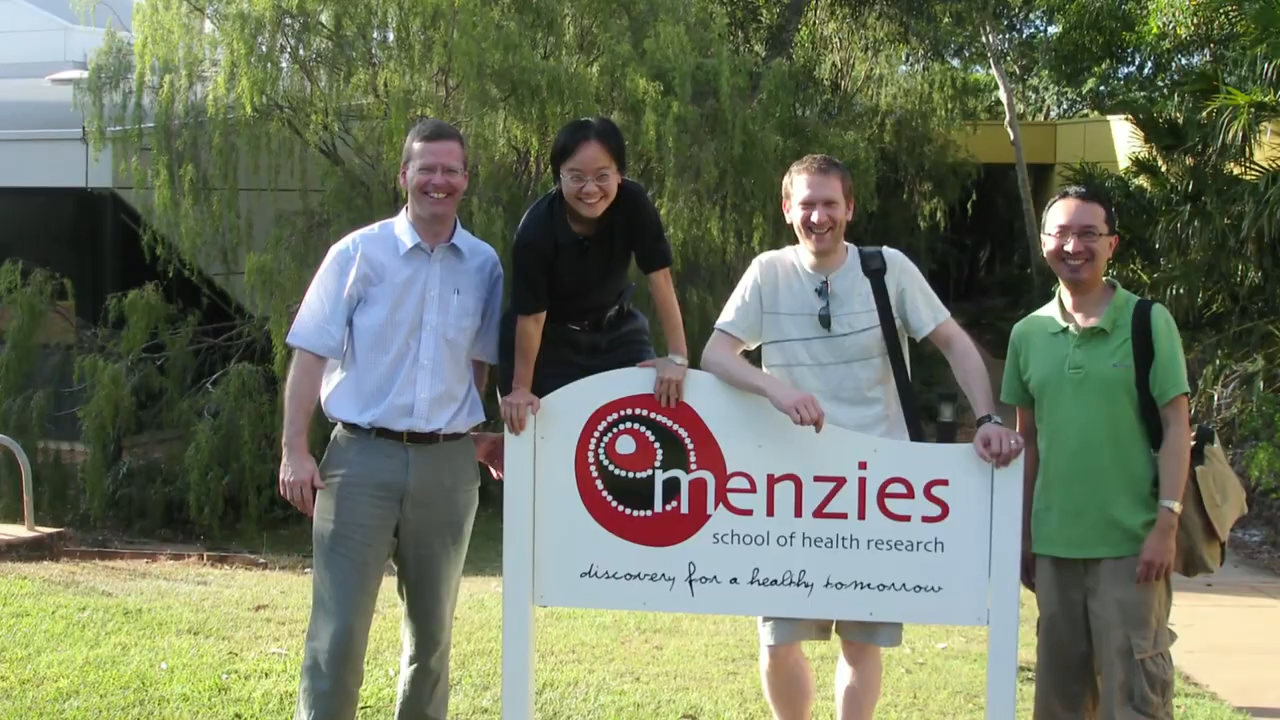 menzies
school of health research
discovery for a healthy tomorrow